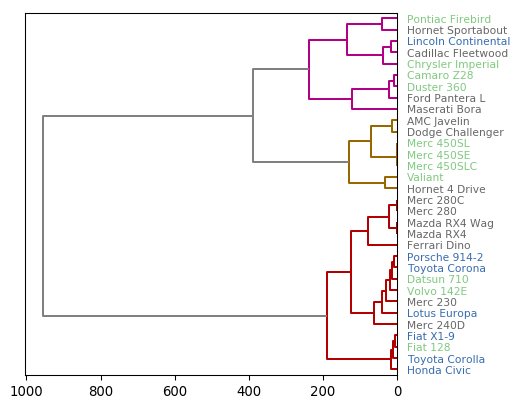 Pontiac Firebird
Hornet Sportabout
Lincoln Continental
Cadillac Fleetwood
Chrysler Imperial
Camaro Z28
Duster 360
Ford Pantera L
Maserati Bora
AMC Javelin
Dodge Challenger
Merc 450SL
Merc 450SE
Merc 450SLC
Valiant
Hornet 4 Drive
Merc 280C
Merc 280
Mazda RX4 Wag
Mazda RX4
Ferrari Dino
Porsche 914-2
Toyota Corona
Datsun 710
Volvo 142E
Merc 230
Lotus Europa
Merc 240D
Fiat X1-9
Fiat 128
Toyota Corolla
Honda Civic
1000 800 600 400 200 0